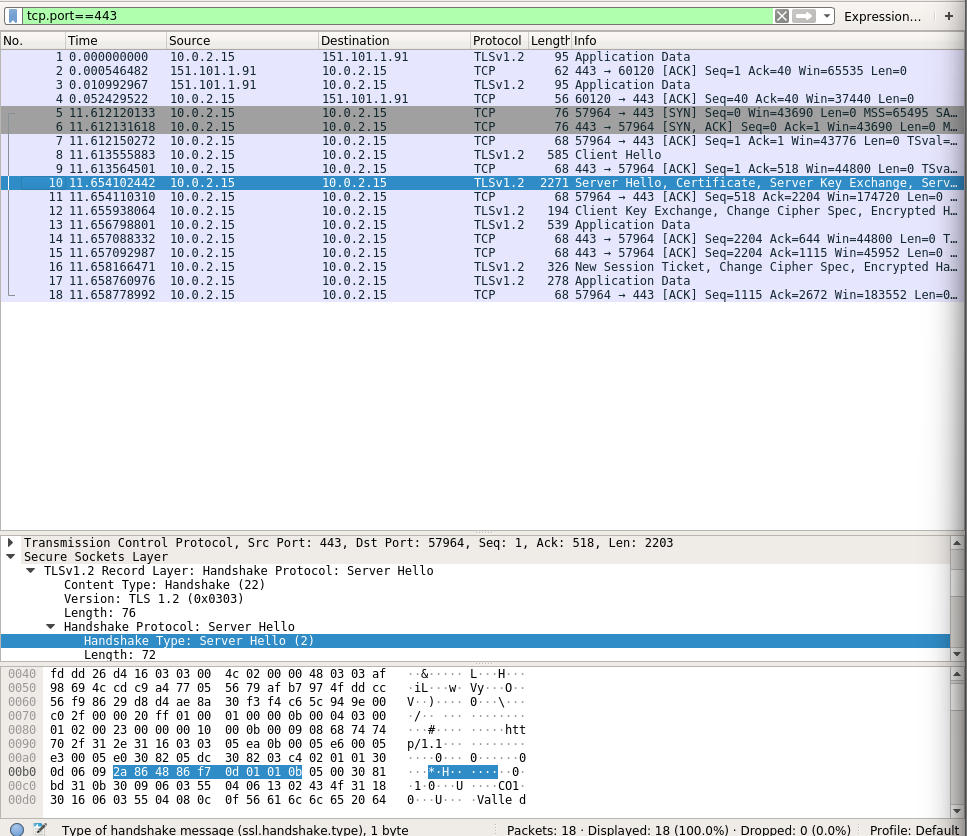 tcp.port==443 Expression… +
No. Time Source Destination Protocol Length Info
1 0.000000000 10.0.2.15 151.101.1.91 TLSv1.2 95 Application Data
2 0.000546482 151.101.1.91 10.0.2.15 TCP 62 443 → 60120 [ACK] Seq=1 Ack=40 Win=65535 Len=0
3 0.010992967 151.101.1.91 10.0.2.15 TLSv1.2 95 Application Data
4 0.052429522 10.0.2.15 151.101.1.91 TCP 56 60120 → 443 [ACK] Seq=40 Ack=40 Win=37440 Len=0
5 11.612120133 10.0.2.15 10.0.2.15 TCP 76 57964 → 443 [SYN] Seq=0 Win=43690 Len=0 MSS=65495 SA…
6 11.612131618 10.0.2.15 10.0.2.15 TCP 76 443 → 57964 [SYN, ACK] Seq=0 Ack=1 Win=43690 Len=0 M…
7 11.612150272 10.0.2.15 10.0.2.15 TCP 68 57964 → 443 [ACK] Seq=1 Ack=1 Win=43776 Len=0 TSval=…
8 11.613555883 10.0.2.15 10.0.2.15 TLSv1.2 585 Client Hello
9 11.613564501 10.0.2.15 10.0.2.15 TCP 68 443 → 57964 [ACK] Seq=1 Ack=518 Win=44800 Len=0 TSva…
10 11.654102442 10.0.2.15 10.0.2.15 TLSv1.2 2271 Server Hello, Certificate, Server Key Exchange, Serv…
11 11.654110310 10.0.2.15 10.0.2.15 TCP 68 57964 → 443 [ACK] Seq=518 Ack=2204 Win=174720 Len=0 …
12 11.655938064 10.0.2.15 10.0.2.15 TLSv1.2 194 Client Key Exchange, Change Cipher Spec, Encrypted H…
13 11.656798801 10.0.2.15 10.0.2.15 TLSv1.2 539 Application Data
14 11.657088332 10.0.2.15 10.0.2.15 TCP 68 443 → 57964 [ACK] Seq=2204 Ack=644 Win=44800 Len=0 T…
15 11.657092987 10.0.2.15 10.0.2.15 TCP 68 443 → 57964 [ACK] Seq=2204 Ack=1115 Win=45952 Len=0 …
16 11.658166471 10.0.2.15 10.0.2.15 TLSv1.2 326 New Session Ticket, Change Cipher Spec, Encrypted Ha…
17 11.658760976 10.0.2.15 10.0.2.15 TLSv1.2 278 Application Data
18 11.658778992 10.0.2.15 10.0.2.15 TCP 68 57964 → 443 [ACK] Seq=1115 Ack=2672 Win=183552 Len=0…
Transmission Control Protocol, Src Port: 443, Dst Port: 57964, Seq: 1, Ack: 518, Len: 2203
Secure Sockets Layer
TLSv1.2 Record Layer: Handshake Protocol: Server Hello
Content Type: Handshake (22)
Version: TLS 1.2 (0x0303)
Length: 76
Handshake Protocol: Server Hello
Handshake Type: Server Hello (2)
Length: 72
0040 fd dd 26 d4 16 03 03 00 4c 02 00 00 48 03 03 af ··&····· L···H···
0050 98 69 4c cd c9 a4 77 05 56 79 af b7 97 4f dd cc ·iL···w· Vy···O··
0060 56 f9 86 29 d8 d4 ae 8a 30 f3 f4 c6 5c 94 9e 00 V··)···· 0···\···
0070 c0 2f 00 00 20 ff 01 00 01 00 00 0b 00 04 03 00 ·/·· ··· ········
0080 01 02 00 23 00 00 00 10 00 0b 00 09 08 68 74 74 ···#···· ·····htt
0090 70 2f 31 2e 31 16 03 03 05 ea 0b 00 05 e6 00 05 p/1.1··· ········
00a0 e3 00 05 e0 30 82 05 dc 30 82 03 c4 02 01 01 30 ····0··· 0······0
00b0 0d 06 09 2a 86 48 86 f7 0d 01 01 0b 05 00 30 81 ···*·H·· ······0·
00c0 bd 31 0b 30 09 06 03 55 04 06 13 02 43 4f 31 18 ·1·0···U ····CO1·
00d0 30 16 06 03 55 04 08 0c 0f 56 61 6c 6c 65 20 64 0···U··· ·Valle d
Type of handshake message (ssl.handshake.type), 1 byte Packets: 18 · Displayed: 18 (100.0%) · Dropped: 0 (0.0%) Profile: Default